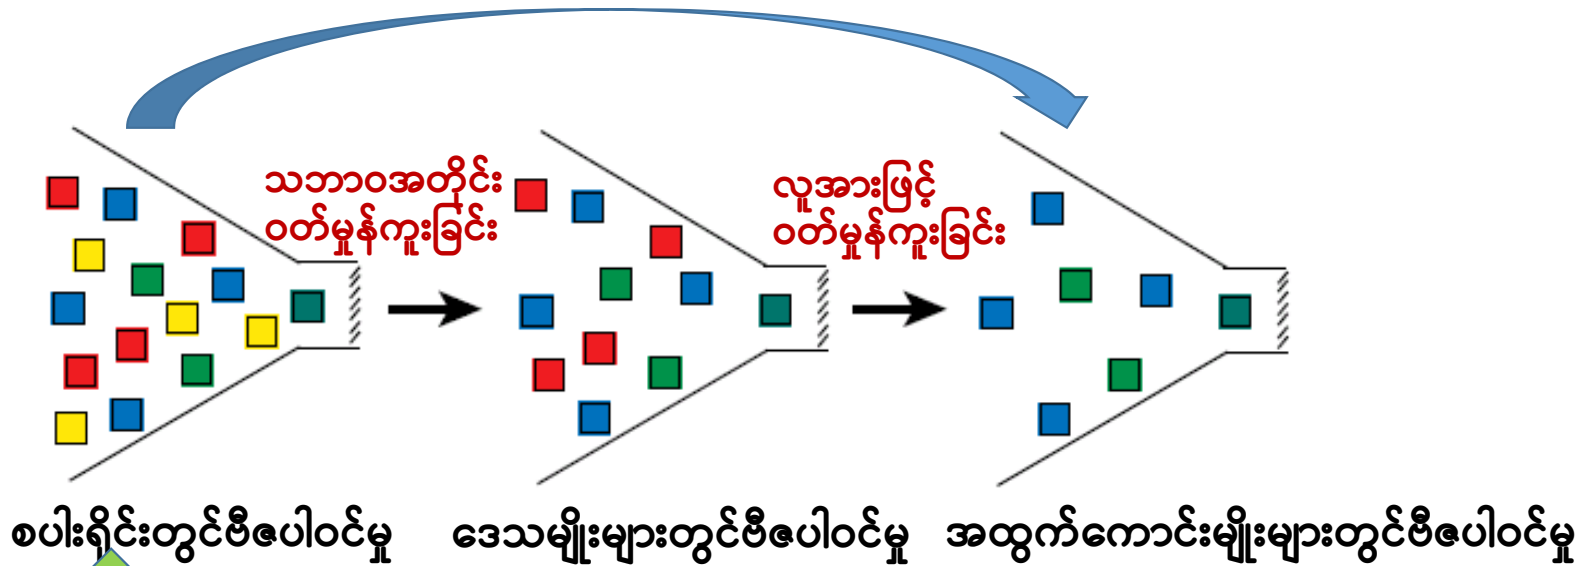 သဘာဝအတိုင်း
ဝတ်မှုန်ကူးခြင်း
လူအားဖြင့်
ဝတ်မှုန်ကူးခြင်း
စပါးရိုင်းတွင်ဗီဇပါဝင်မှု
ဒေသမျိုးများတွင်ဗီဇပါဝင်မှု
အထွက်ကောင်းမျိုးများတွင်ဗီဇပါဝင်မှု